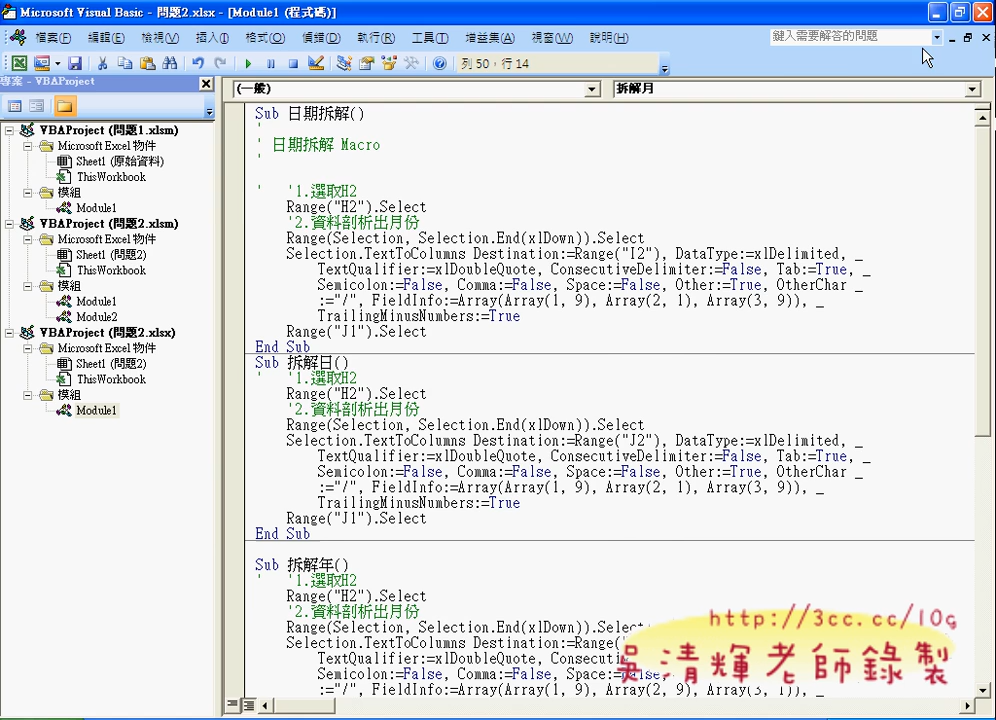 Microsoft Visual Basic - 問題2.xlsx - [Module1 (程式碼)]
檔案(F) 編輯(E) 檢視(V) 插入(I) 格式(O) 偵錯(D) 執行(R) 工具(T) 增益集(A) 視窗(W) 說明(H) 鍵入需要解答的問題
列 50，行 14
專案 - VBAProject
(一般) 拆解月
VBAProject (問題1.xlsm)
Microsoft Excel 物件
Sheet1 (原始資料)
ThisWorkbook
模組
Module1
VBAProject (問題2.xlsm)
Microsoft Excel 物件
Sheet1 (問題2)
ThisWorkbook
模組
Module1
Module2
VBAProject (問題2.xlsx)
Microsoft Excel 物件
Sheet1 (問題2)
ThisWorkbook
模組
Module1
Sub 日期拆解()
'
' 日期拆解 Macro
'
' '1.選取H2
Range("H2").Select
'2.資料剖析出月份
Range(Selection, Selection.End(xlDown)).Select
Selection.TextToColumns Destination:=Range("I2"), DataType:=xlDelimited, _
TextQualifier:=xlDoubleQuote, ConsecutiveDelimiter:=False, Tab:=True, _
Semicolon:=False, Comma:=False, Space:=False, Other:=True, OtherChar _
:="/", FieldInfo:=Array(Array(1, 9), Array(2, 1), Array(3, 9)), _
TrailingMinusNumbers:=True
Range("J1").Select
End Sub
Sub 拆解日()
' '1.選取H2
Range("H2").Select
'2.資料剖析出月份
Range(Selection, Selection.End(xlDown)).Select
Selection.TextToColumns Destination:=Range("J2"), DataType:=xlDelimited, _
TextQualifier:=xlDoubleQuote, ConsecutiveDelimiter:=False, Tab:=True, _
Semicolon:=False, Comma:=False, Space:=False, Other:=True, OtherChar _
:="/", FieldInfo:=Array(Array(1, 9), Array(2, 1), Array(3, 9)), _
TrailingMinusNumbers:=True
Range("J1").Select
End Sub
Sub 拆解年()
' '1.選取H2
Range("H2").Select
'2.資料剖析出月份
Range(Selection, Selection.End(xlDown)).Select
Selection.TextToColumns Destination:=Range("
TextQualifier:=xlDoubleQuote,
Semicolon:=False, Comma:=False,
:="/", FieldInfo:=Array(Array(1, 9), Array(2, 9), Array(3, 1)), _
http://3cc.cc/10g
吳清輝老師錄製